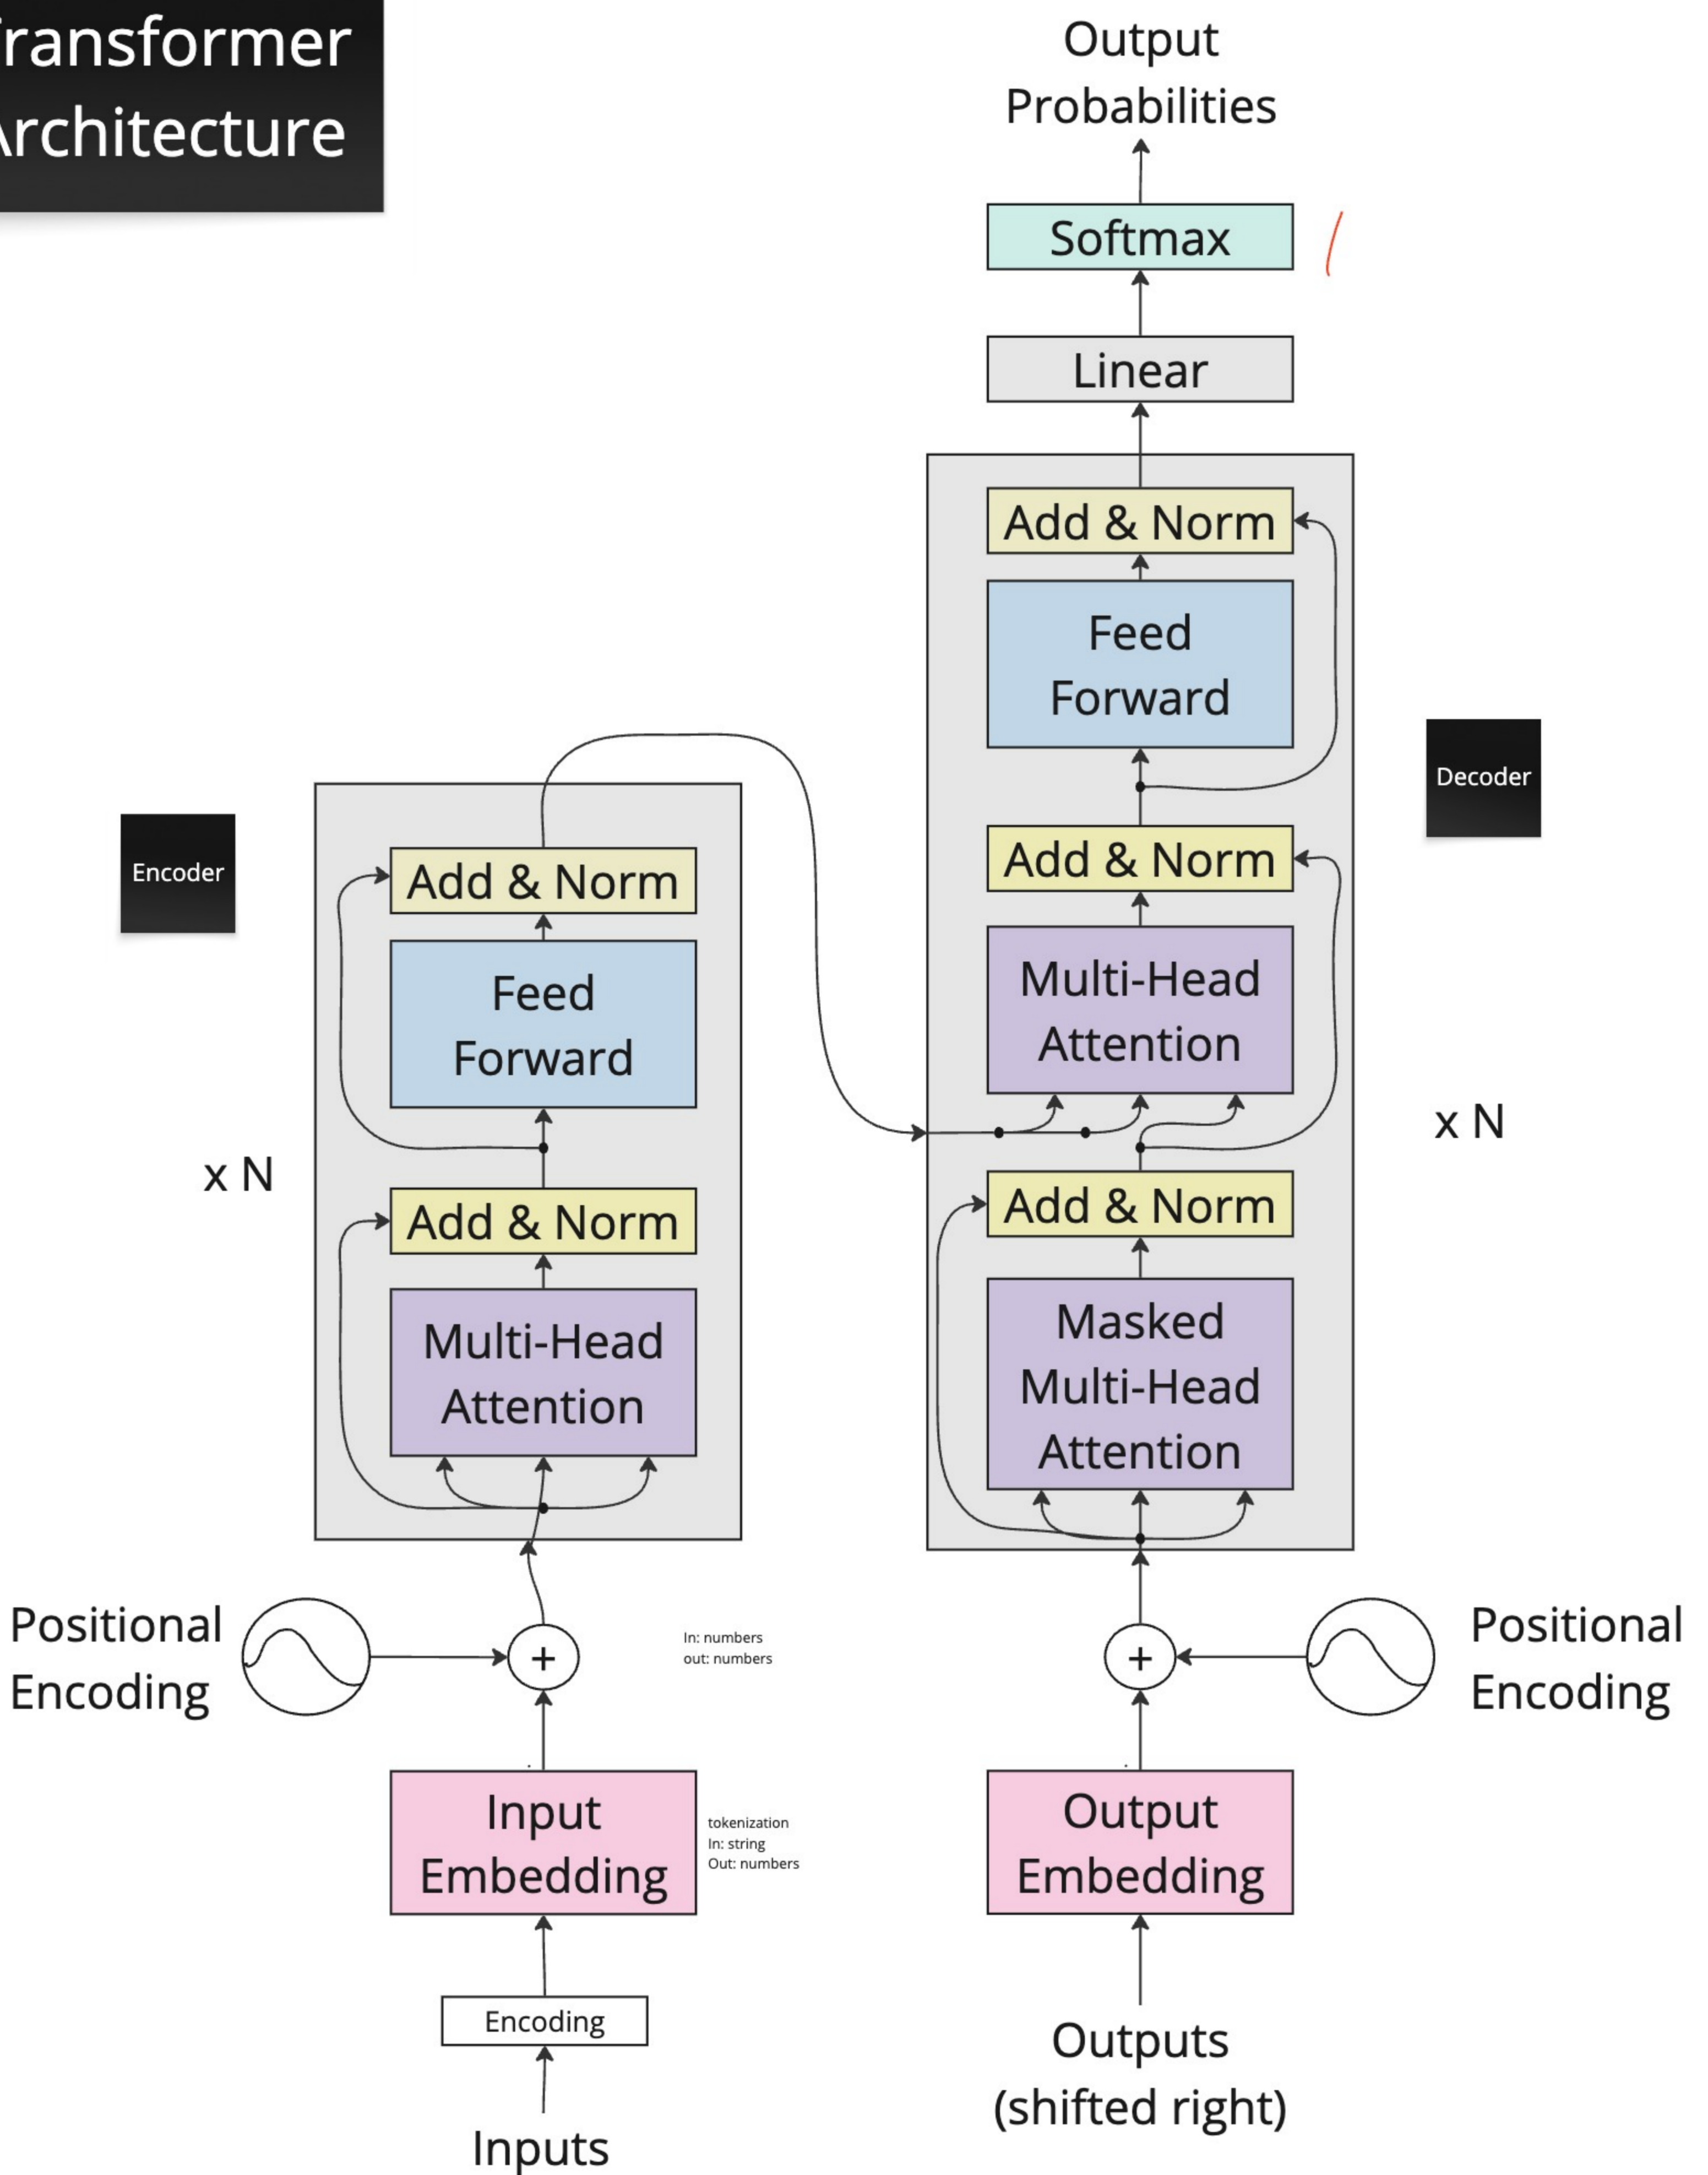 ransformer
Architecture
Output
Probabilities
Softmax
Linear
Add & Norm
Feed
Forward
Add & Norm
Multi-Head
Attention
Add & Norm
Masked
Multi-Head
Attention
Decoder
x N
Encoder
Add & Norm
Feed
Forward
Add & Norm
Multi-Head
Attention
x N
Positional
Encoding
+
In: numbers
out: numbers
+
Positional
Encoding
Input
Embedding
tokenization
In: string
Out: numbers
Output
Embedding
Encoding
Inputs
Outputs
(shifted right)